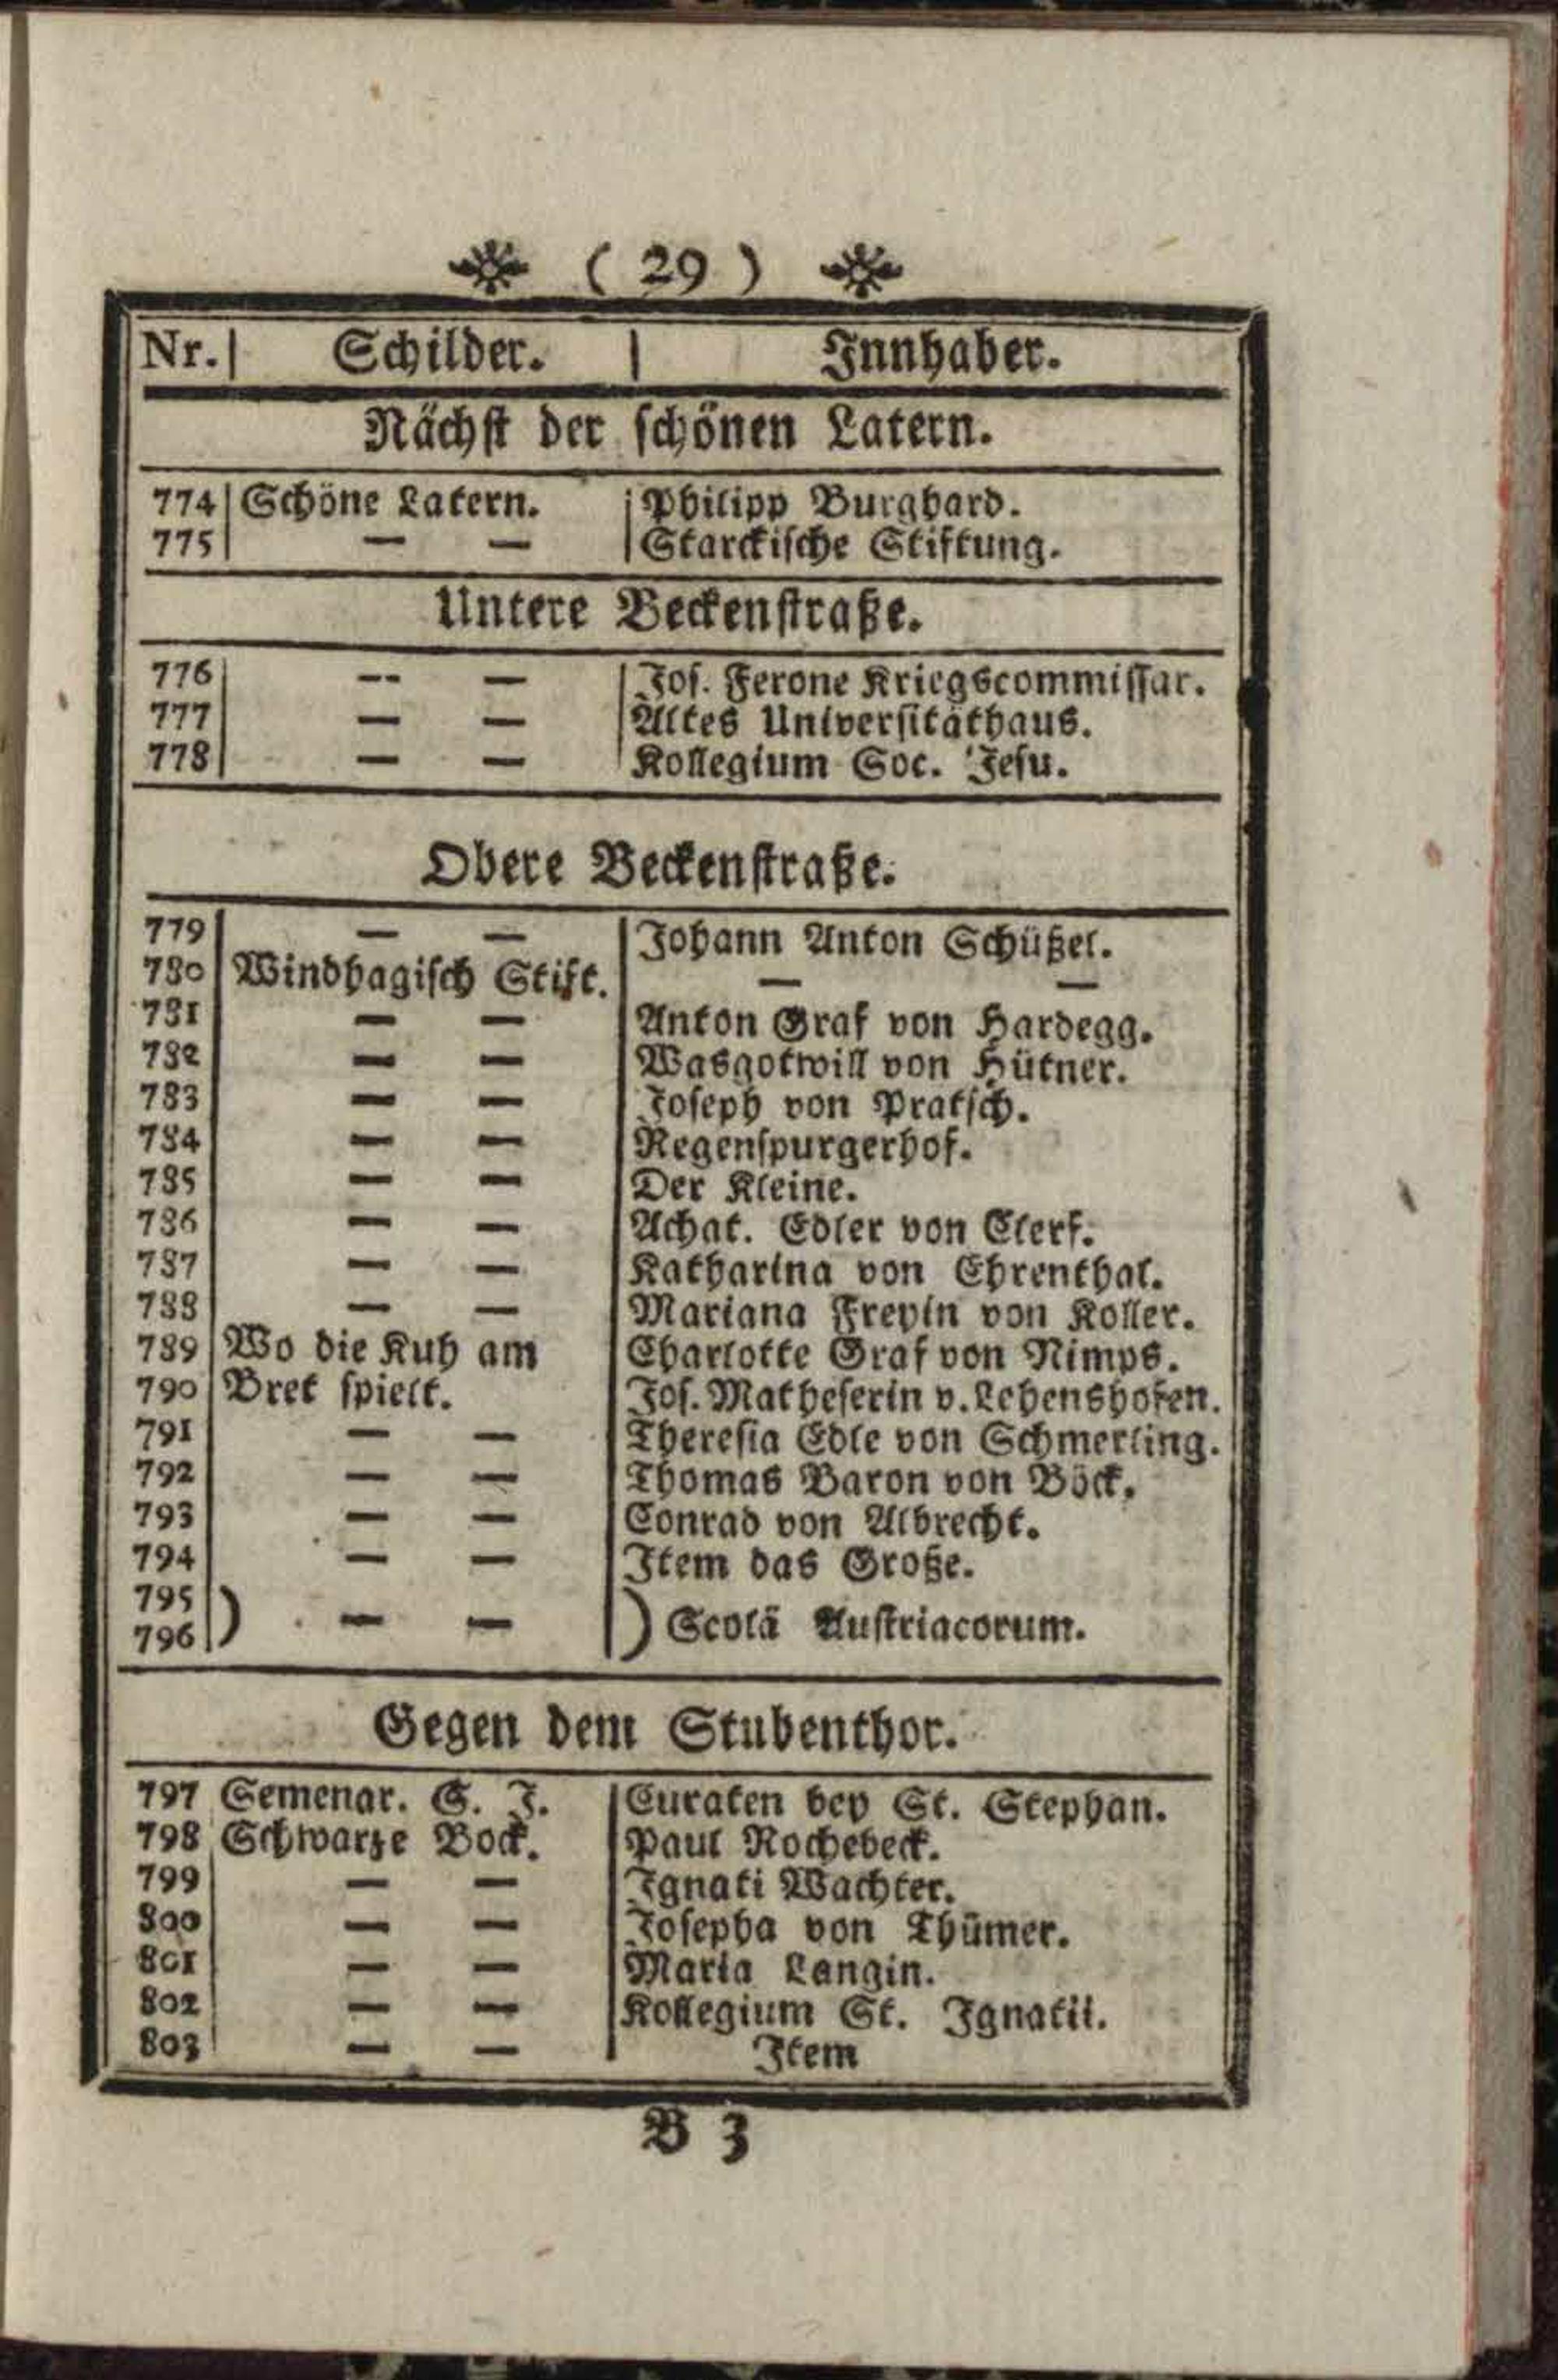 ( 29 )
Nr. | Schilder. | Innhaber.
Nächst der schönen Latern.
774 Schöne Latern. Philipp Burghard.
775 — — Starckische Stiftung.
Untere Beckenstraße.
776 — — Jos. Ferone Kriegscommissar.
777 — — Altes Universitäthaus.
778 — — Kollegium Soc. Jesu.
Obere Beckenstraße.
779 — — Johann Anton Schüßel.
780 Windhagisch Stift. — —
781 — — Anton Graf von Hardegg.
782 — — Wasgotwill von Hütner.
783 — — Joseph von Pratsch.
784 — — Regenspurgerhof.
785 — — Der Kleine.
786 — — Achat. Edler von Clerf.
787 — — Katharina von Ehrenthal.
788 — — Mariana Freyin von Koller.
789 Wo die Kuh am Charlotte Graf von Nimps.
790 Bret spielt. Jos. Matheserin v. Lehenshofen.
791 — — Theresia Edle von Schmerling.
792 — — Thomas Baron von Böck.
793 — — Conrad von Albrecht.
794 — — Item das Große.
795
796 ) — — ) Scolä Austriacorum.
Gegen dem Stubenthor.
797 Semenar. S. J. Curaten bey St. Stephan.
798 Schwarze Bock. Paul Rochebeck.
799 — — Ignati Wachter.
800 — — Josepha von Thümer.
801 — — Maria Langin.
802 — — Kollegium St. Ignatii.
803 — — Item
B 3